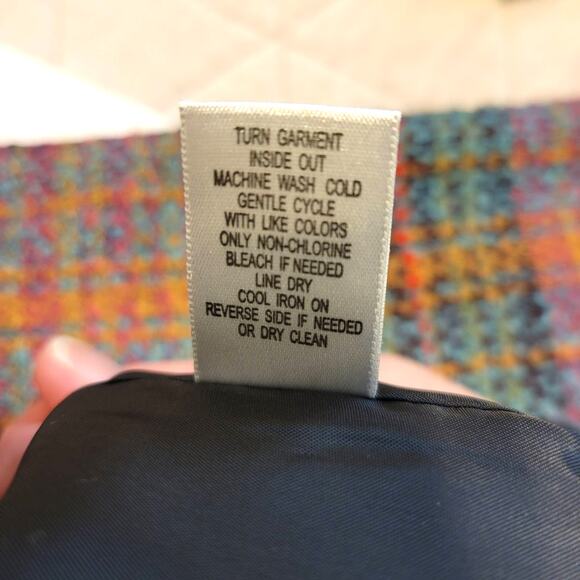 TURN GARMENT
INSIDE OUT
MACHINE WASH COLD
GENTLE CYCLE
WITH LIKE COLORS
ONLY NON-CHLORINE
BLEACH IF NEEDED
LINE DRY
COOL IRON ON
REVERSE SIDE IF NEEDED
OR DRY CLEAN